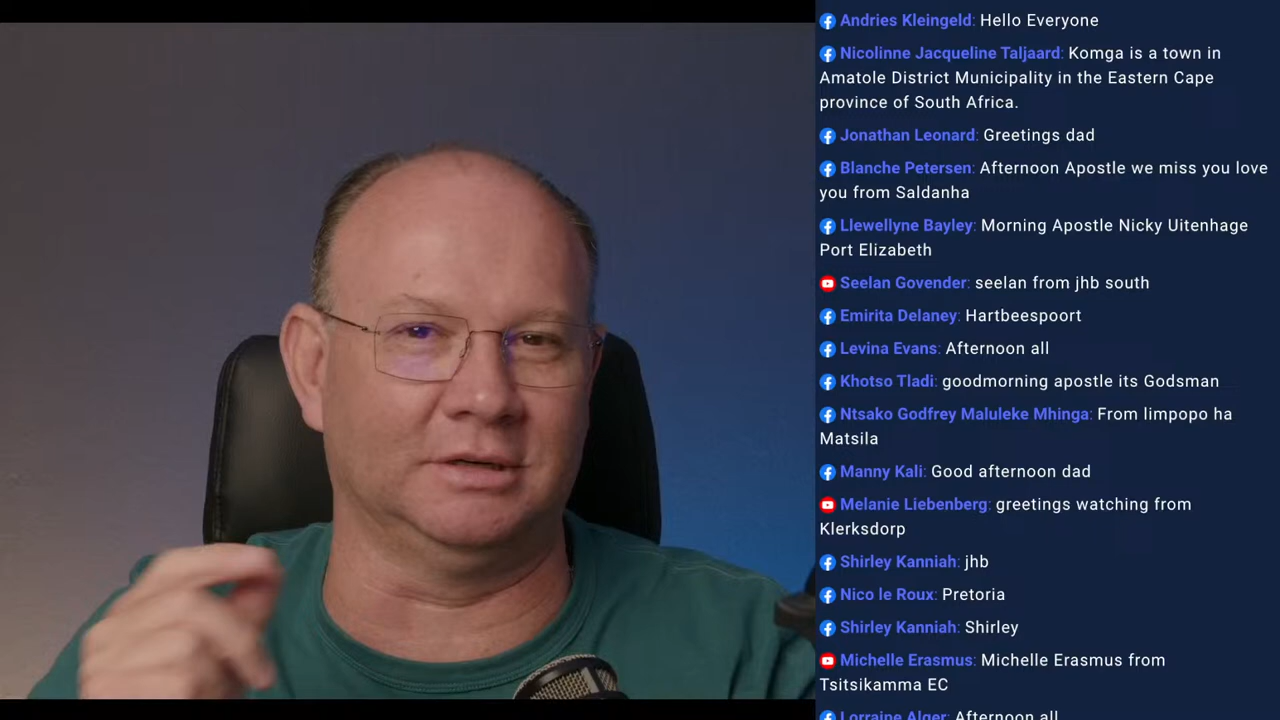 Andries Kleingeld: Hello Everyone
Nicolinne Jacqueline Taljaard: Komga is a town in
Amatole District Municipality in the Eastern Cape
province of South Africa.
Jonathan Leonard: Greetings dad
Blanche Petersen: Afternoon Apostle we miss you love
you from Saldanha
Llewellyne Bayley: Morning Apostle Nicky Uitenhage
Port Elizabeth
Seelan Govender: seelan from jhb south
Emirita Delaney: Hartbeespoort
Levina Evans: Afternoon all
Khotso Tladi: goodmorning apostle its Godsman
Ntsako Godfrey Maluleke Mhinga: From limpopo ha
Matsila
Manny Kali: Good afternoon dad
Melanie Liebenberg: greetings watching from
Klerksdorp
Shirley Kanniah: jhb
Nico le Roux: Pretoria
Shirley Kanniah: Shirley
Michelle Erasmus: Michelle Erasmus from
Tsitsikamma EC
Lorraine Alger: Afternoon all